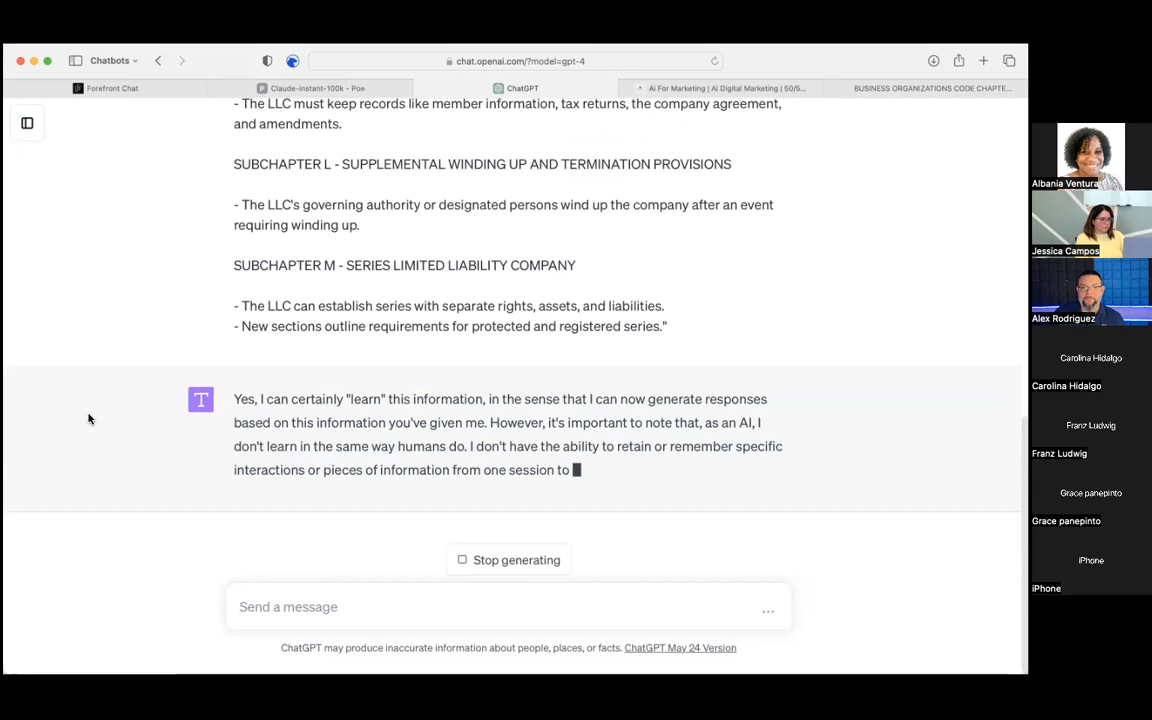 Chatbots
chat.openai.com/?model=gpt-4
Forefront Chat
Claude-instant-100k - Poe
ChatGPT
Ai For Marketing | Ai Digital Marketing | 50/5...
BUSINESS ORGANIZATIONS CODE CHAPTE...
- The LLC must keep records like member information, tax returns, the company agreement,
and amendments.
SUBCHAPTER L - SUPPLEMENTAL WINDING UP AND TERMINATION PROVISIONS
- The LLC's governing authority or designated persons wind up the company after an event
requiring winding up.
SUBCHAPTER M - SERIES LIMITED LIABILITY COMPANY
- The LLC can establish series with separate rights, assets, and liabilities.
- New sections outline requirements for protected and registered series."
T
Yes, I can certainly "learn" this information, in the sense that I can now generate responses
based on this information you've given me. However, it's important to note that, as an AI, I
don't learn in the same way humans do. I don't have the ability to retain or remember specific
interactions or pieces of information from one session to
Stop generating
Send a message
...
ChatGPT may produce inaccurate information about people, places, or facts. ChatGPT May 24 Version
Albania Ventura
Jessica Campos
Alex Rodriguez
Carolina Hidalgo
Carolina Hidalgo
Franz Ludwig
Franz Ludwig
Grace panepinto
Grace panepinto
iPhone
iPhone